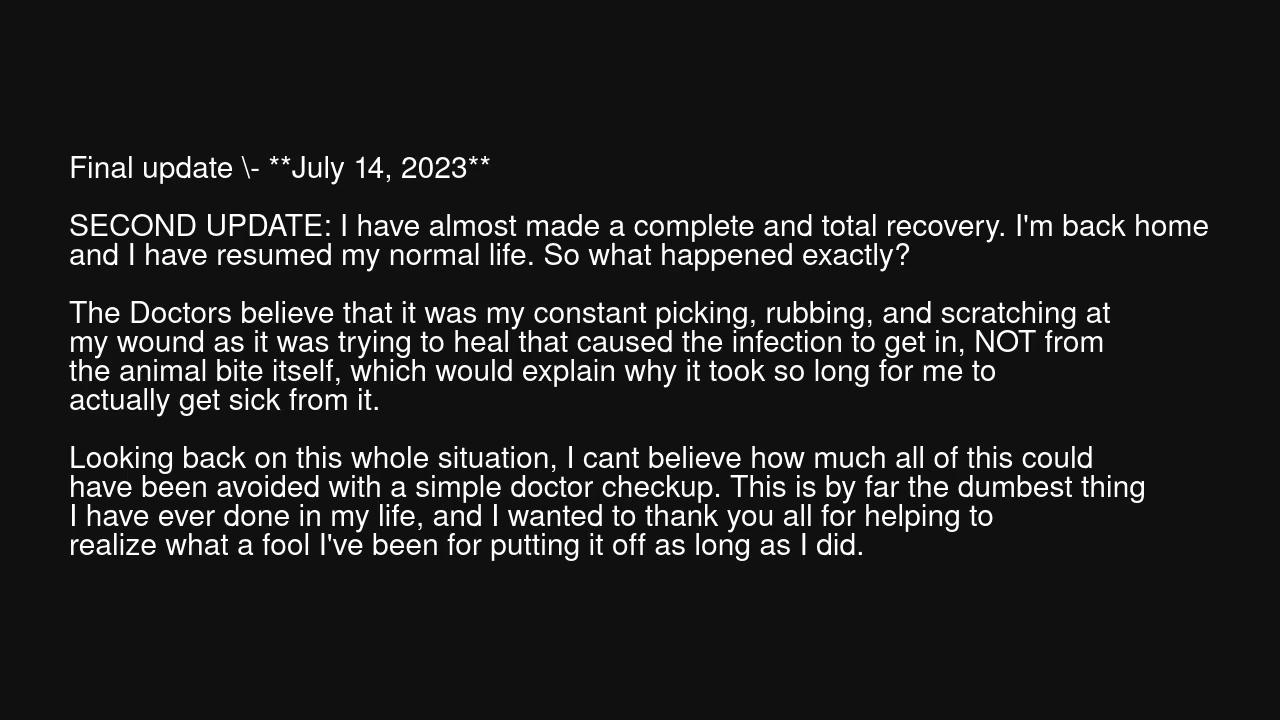 Final update \- **July 14, 2023**
SECOND UPDATE: I have almost made a complete and total recovery. I'm back home
and I have resumed my normal life. So what happened exactly?
The Doctors believe that it was my constant picking, rubbing, and scratching at
my wound as it was trying to heal that caused the infection to get in, NOT from
the animal bite itself, which would explain why it took so long for me to
actually get sick from it.
Looking back on this whole situation, I cant believe how much all of this could
have been avoided with a simple doctor checkup. This is by far the dumbest thing
I have ever done in my life, and I wanted to thank you all for helping to
realize what a fool I've been for putting it off as long as I did.